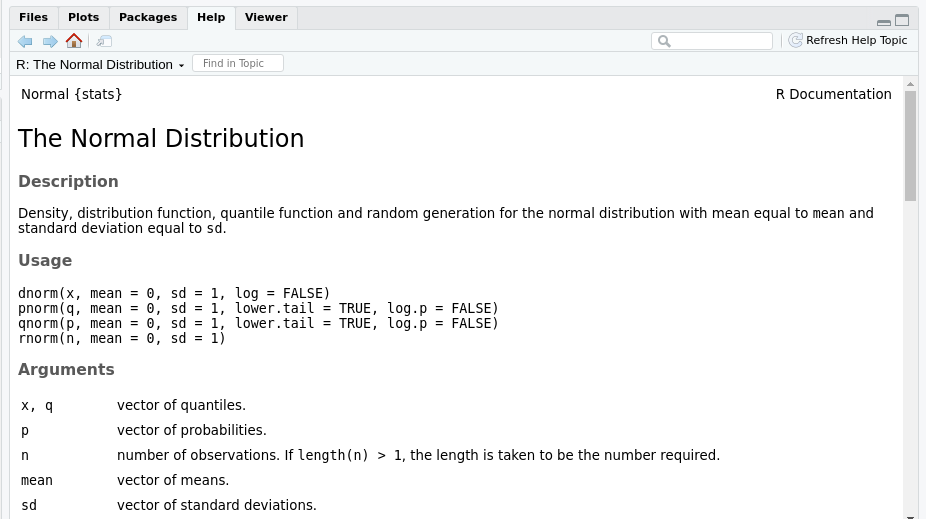 Files Plots Packages Help Viewer
Refresh Help Topic
R: The Normal Distribution Find in Topic
Normal {stats} R Documentation
The Normal Distribution
Description
Density, distribution function, quantile function and random generation for the normal distribution with mean equal to mean and
standard deviation equal to sd.
Usage
dnorm(x, mean = 0, sd = 1, log = FALSE)
pnorm(q, mean = 0, sd = 1, lower.tail = TRUE, log.p = FALSE)
qnorm(p, mean = 0, sd = 1, lower.tail = TRUE, log.p = FALSE)
rnorm(n, mean = 0, sd = 1)
Arguments
x, q vector of quantiles.
p vector of probabilities.
n number of observations. If length(n) > 1, the length is taken to be the number required.
mean vector of means.
sd vector of standard deviations.